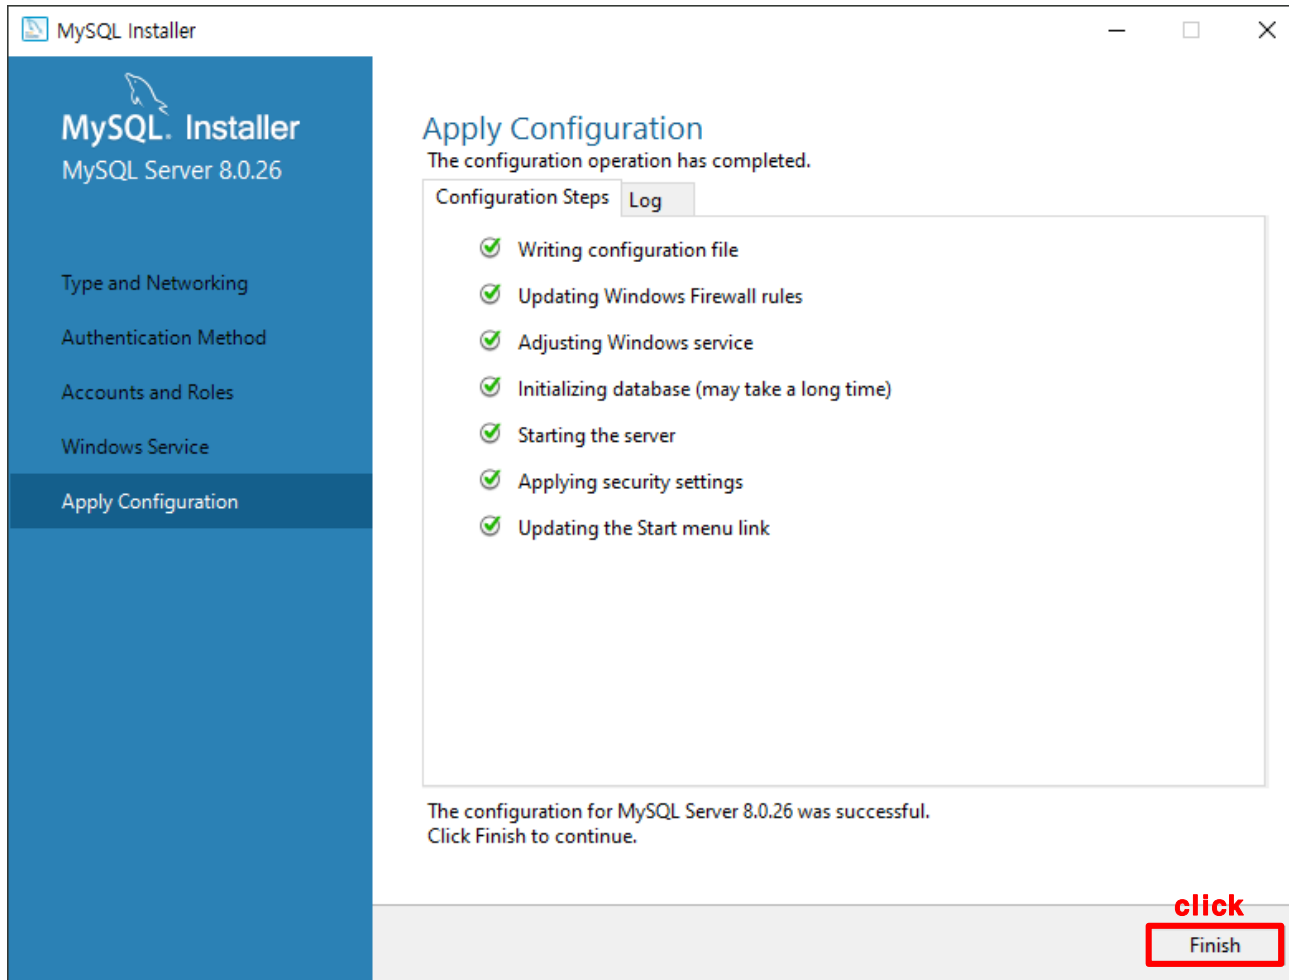 MySQL Installer
MySQL. Installer
MySQL Server 8.0.26
Type and Networking
Authentication Method
Accounts and Roles
Windows Service
Apply Configuration
Apply Configuration
The configuration operation has completed.
Configuration Steps
Log
Writing configuration file
Updating Windows Firewall rules
Adjusting Windows service
Initializing database (may take a long time)
Starting the server
Applying security settings
Updating the Start menu link
The configuration for MySQL Server 8.0.26 was successful.
Click Finish to continue.
click
Finish